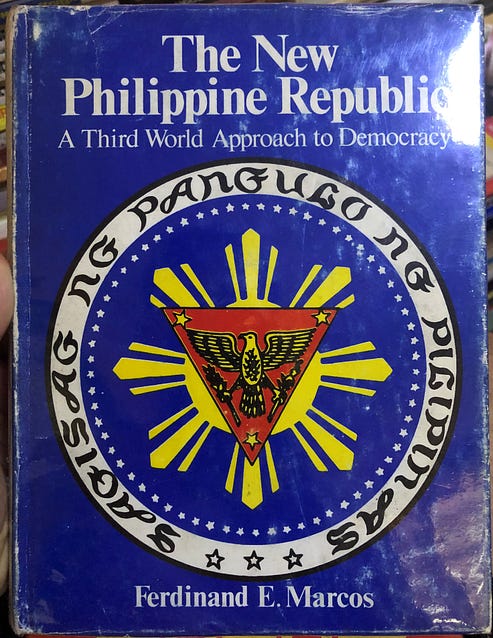 The New
Philippine Republic
A Third World Approach to Democracy
SAGISAG NG PANGULO NG PILIPINAS
Ferdinand E. Marcos